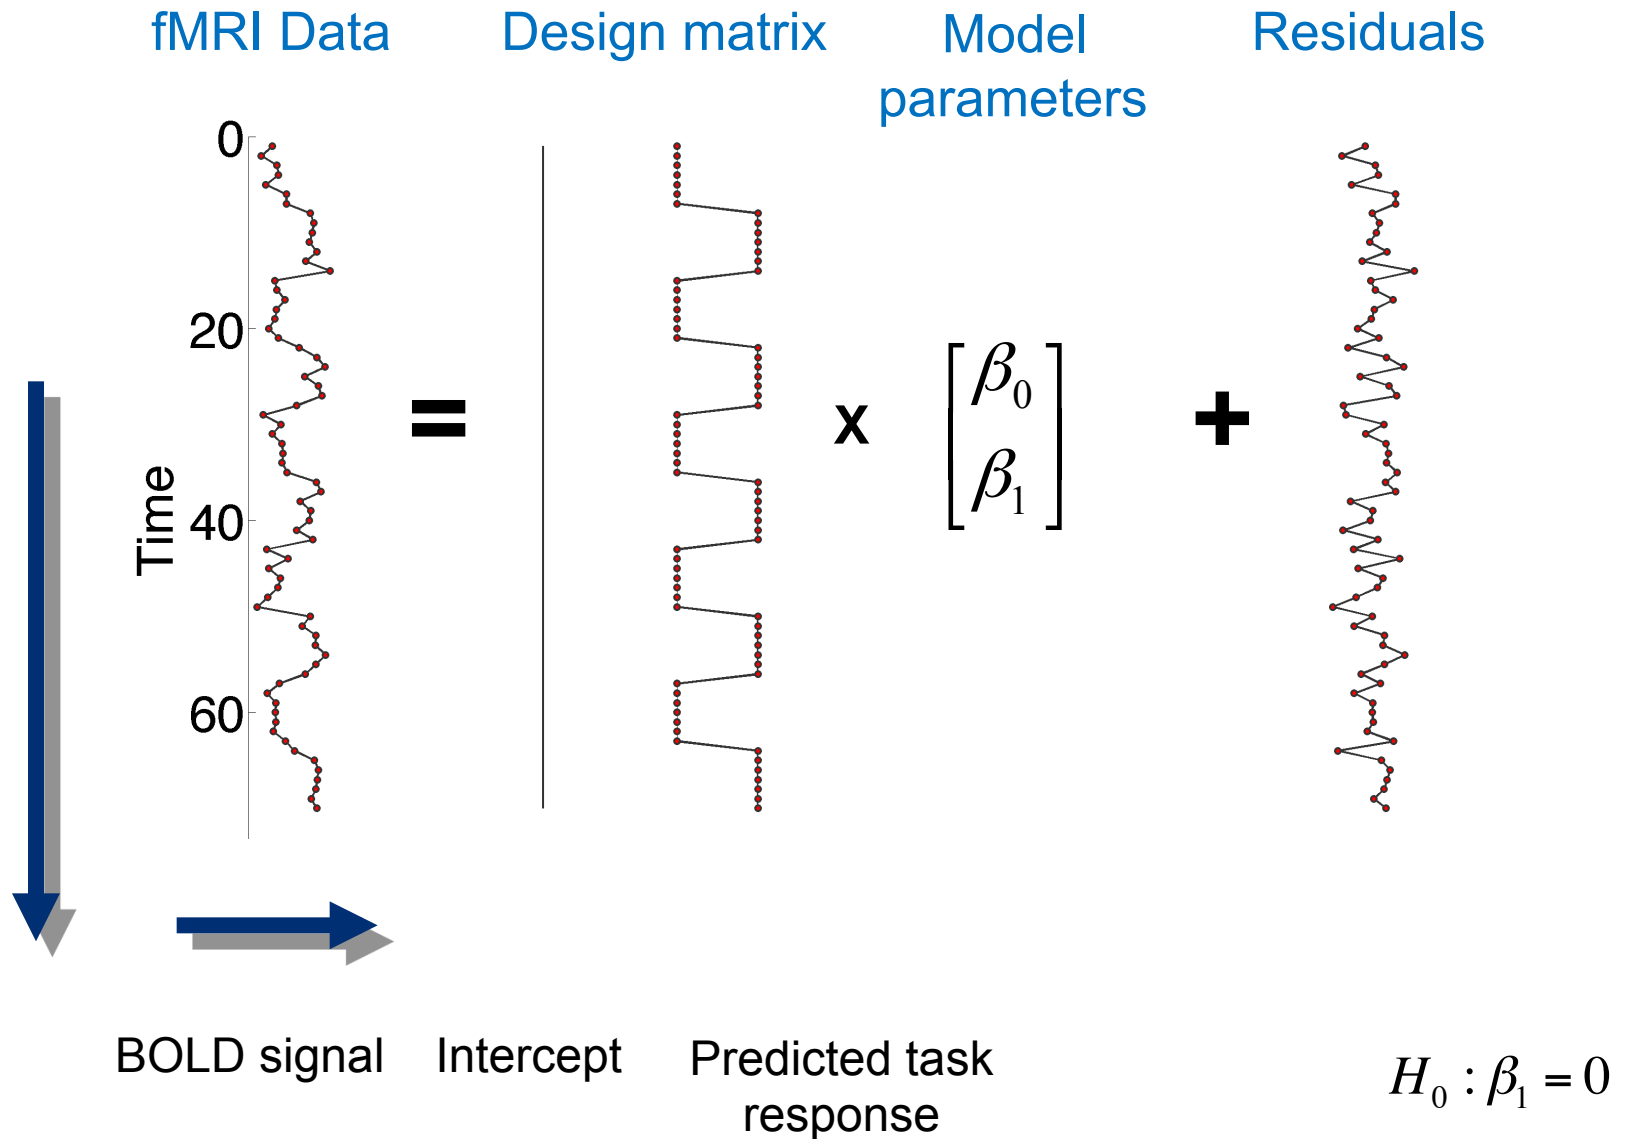 fMRI Data
Design matrix
Model
parameters
Residuals
0
20
40
60
Time
=
x
β0
β1
+
BOLD signal
Intercept
Predicted task
response
H0 : β1 = 0